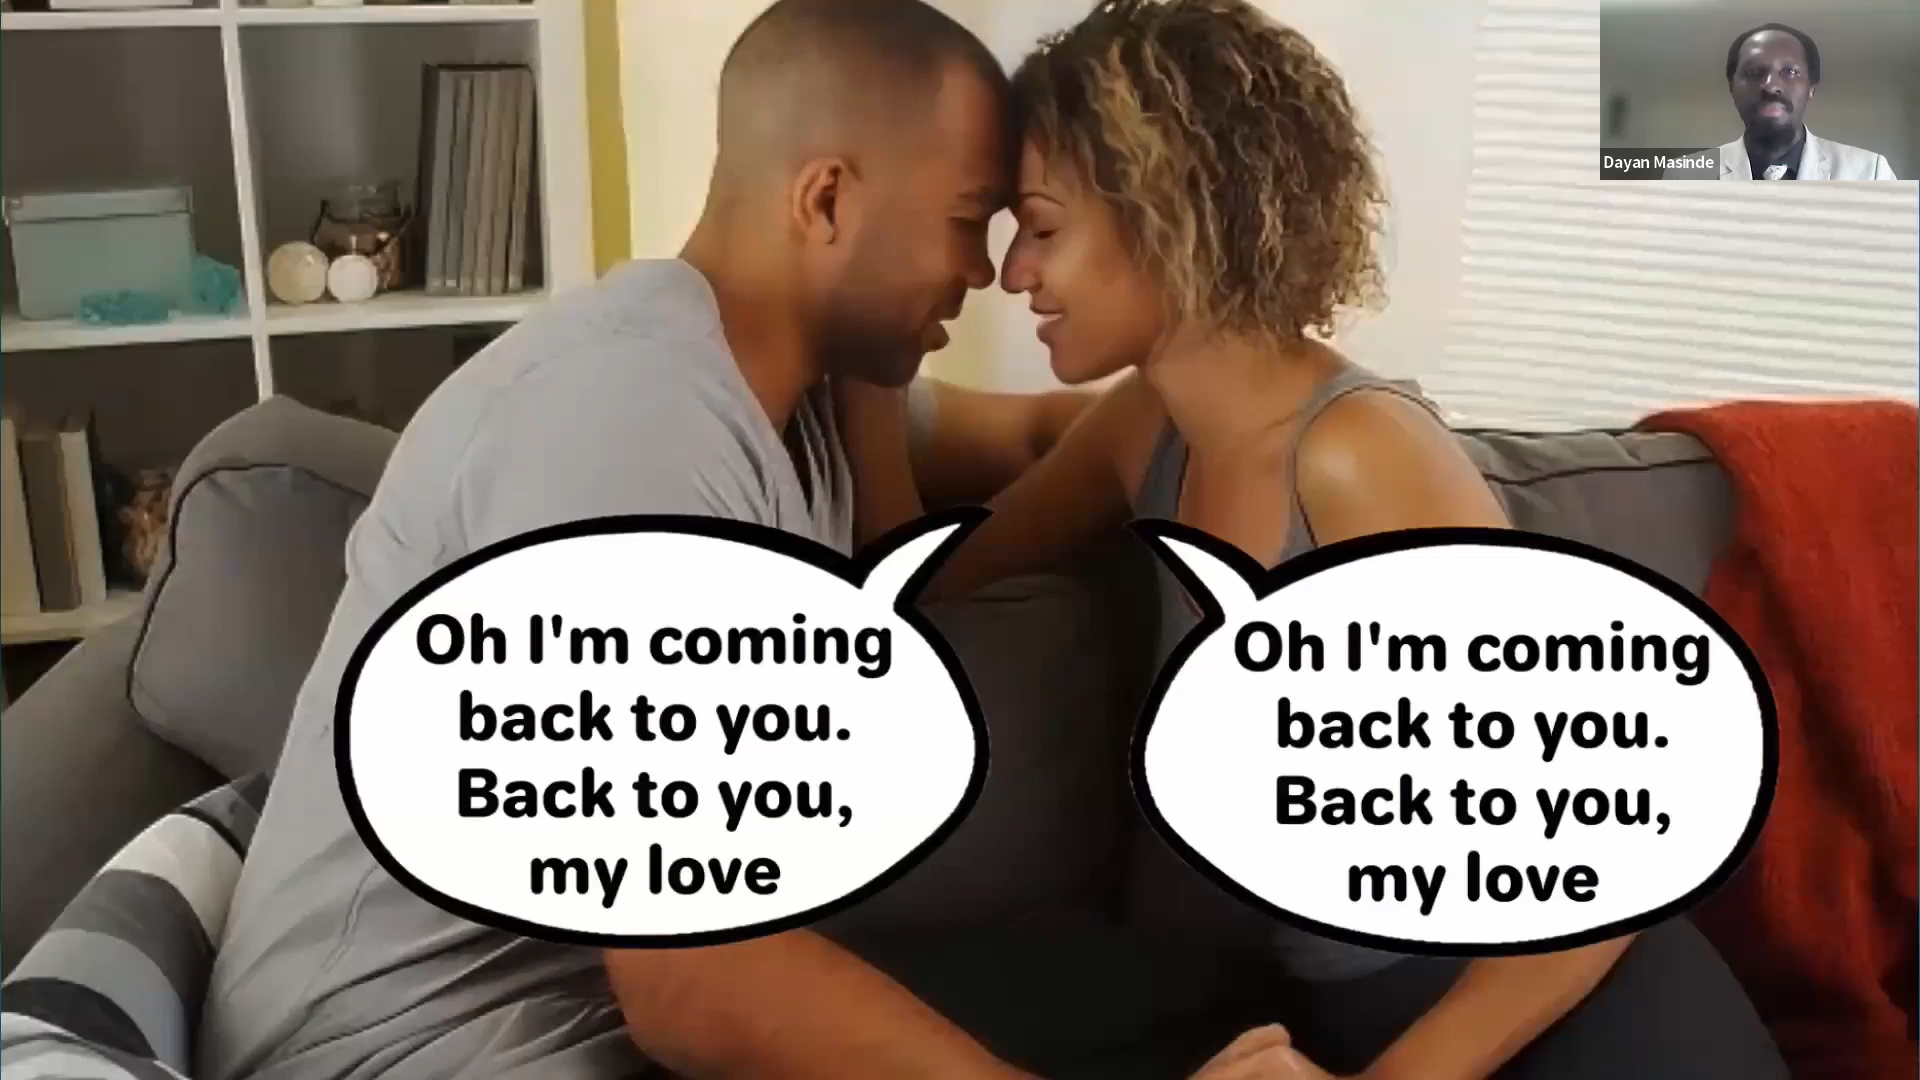 Dayan Masinde
Oh I'm coming
back to you.
Back to you,
my love
Oh I'm coming
back to you.
Back to you,
my love